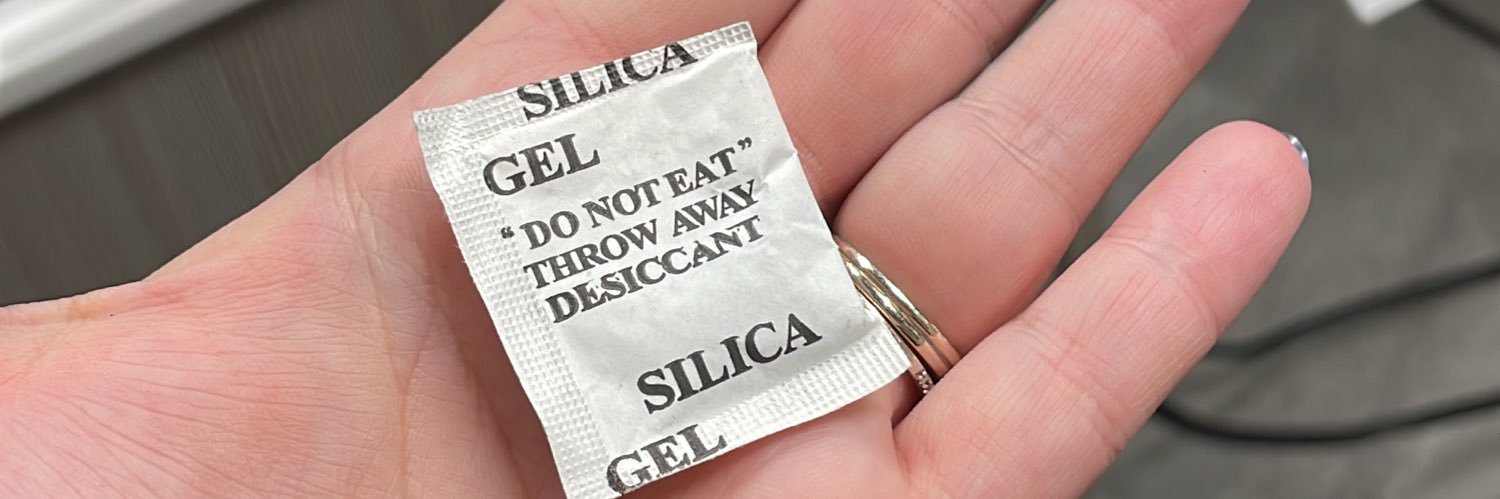 SILICA
GEL
“DO NOT EAT”
THROW AWAY
DESICCANT
SILICA
GEL